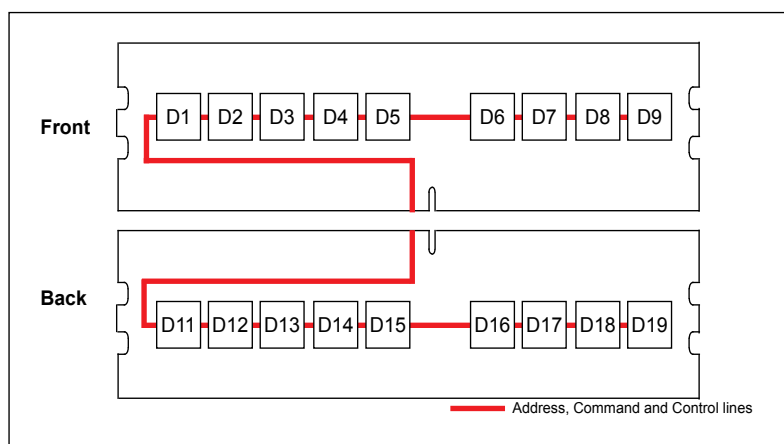 D1 D2 D3 D4 D5 D6 D7 D8 D9
Front
Back
D11 D12 D13 D14 D15 D16 D17 D18 D19
Address, Command and Control lines